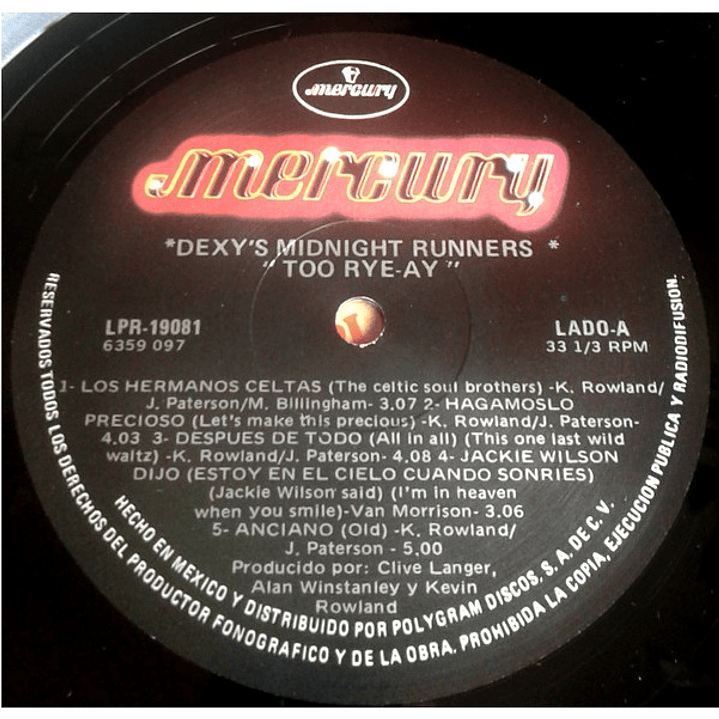 mercury
mercury
*DEXY'S MIDNIGHT RUNNERS *
" TOO RYE-AY "
LPR-19081
6359 097
LADO-A
33 1/3 RPM
1- LOS HERMANOS CELTAS (The celtic soul brothers) -K. Rowland/
J. Paterson/M. Billingham- 3.07 2- HAGAMOSLO
PRECIOSO (Let's make this precious) -K. Rowland/J. Paterson-
4.03 3- DESPUES DE TODO (All in all) (This one last wild
waltz) -K. Rowland/J. Paterson- 4.08 4- JACKIE WILSON
DIJO (ESTOY EN EL CIELO CUANDO SONRIES)
(Jackie Wilson said) (I'm in heaven
when you smile)-Van Morrison- 3.06
5- ANCIANO (Old) -K. Rowland/
J. Paterson - 5.00
Producido por: Clive Langer,
Alan Winstanley y Kevin
Rowland
HECHO EN MEXICO Y DISTRIBUIDO POR POLYGRAM DISCOS, S. A. DE C. V.
RESERVADOS TODOS LOS DERECHOS DEL PRODUCTOR FONOGRAFICO Y DE LA OBRA. PROHIBIDA LA COPIA, EJECUCION PUBLICA Y RADIODIFUSION.